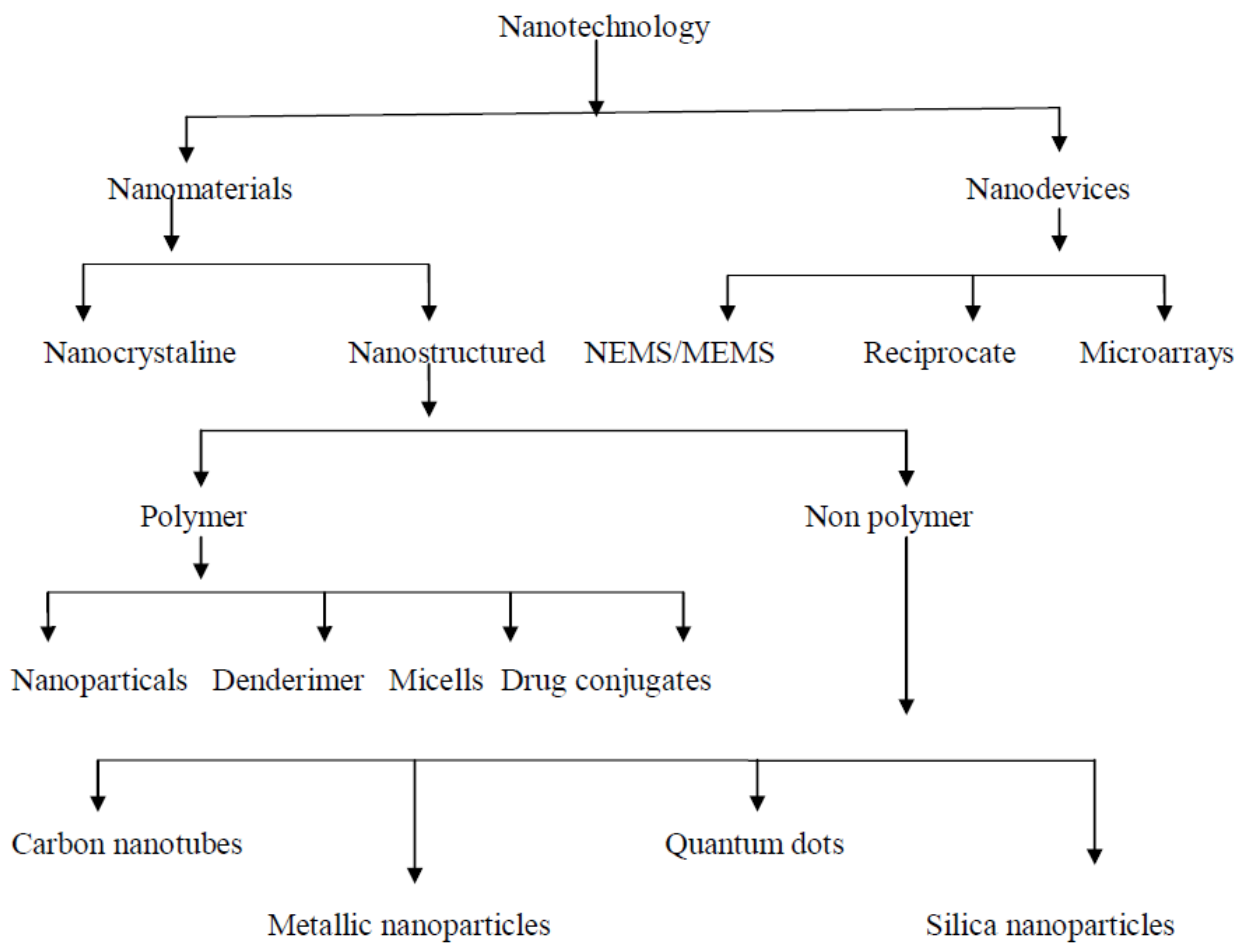 Nanotechnology
Nanomaterials
Nanodevices
Nanocrystaline
Nanostructured
NEMS/MEMS
Reciprocate
Microarrays
Polymer
Non polymer
Nanoparticals
Denderimer
Micells
Drug conjugates
Carbon nanotubes
Quantum dots
Metallic nanoparticles
Silica nanoparticles